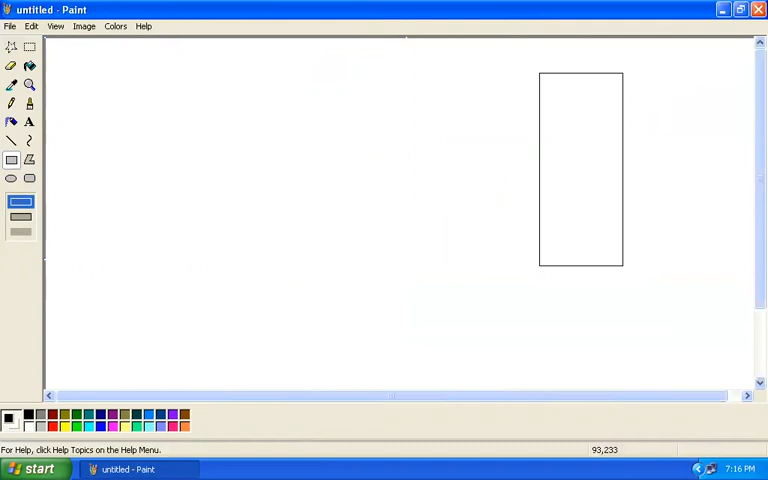 untitled - Paint
File Edit View Image Colors Help
A
For Help, click Help Topics on the Help Menu.
93,233
start
untitled - Paint
7:16 PM